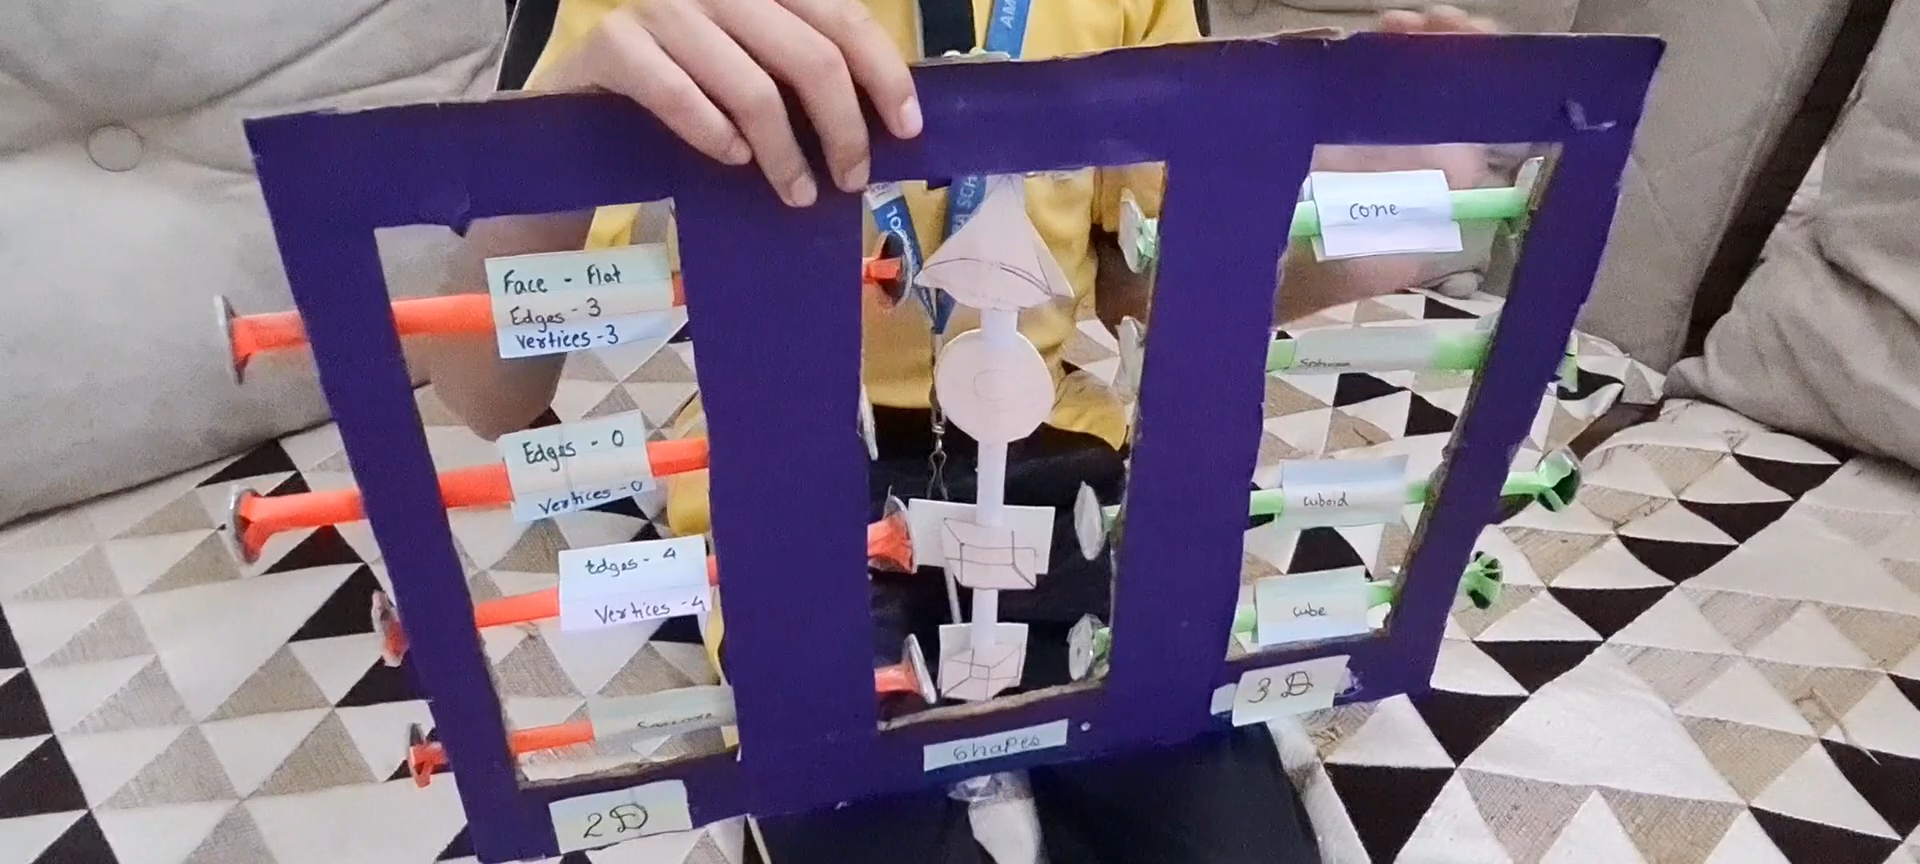 AM
Face - Flat
Edges - 3
Vertices - 3
Edges - 0
Vertices - 0
Edges - 4
Vertices - 4
2D
Shapes
cone
cuboid
cube
3D